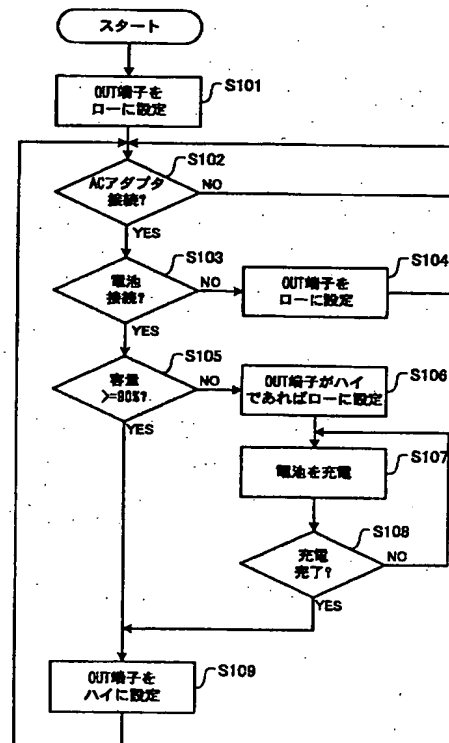 スタート
OUT端子を
ローに設定
S101
ACアダプタ
接続?
S102
NO
YES
電池
接続?
S103
NO
YES
OUT端子を
ローに設定
S104
容量
>=90%?
S105
NO
YES
OUT端子がハイ
であればローに設定
S106
電池を充電
S107
充電
完了?
S108
NO
YES
OUT端子を
ハイに設定
S109